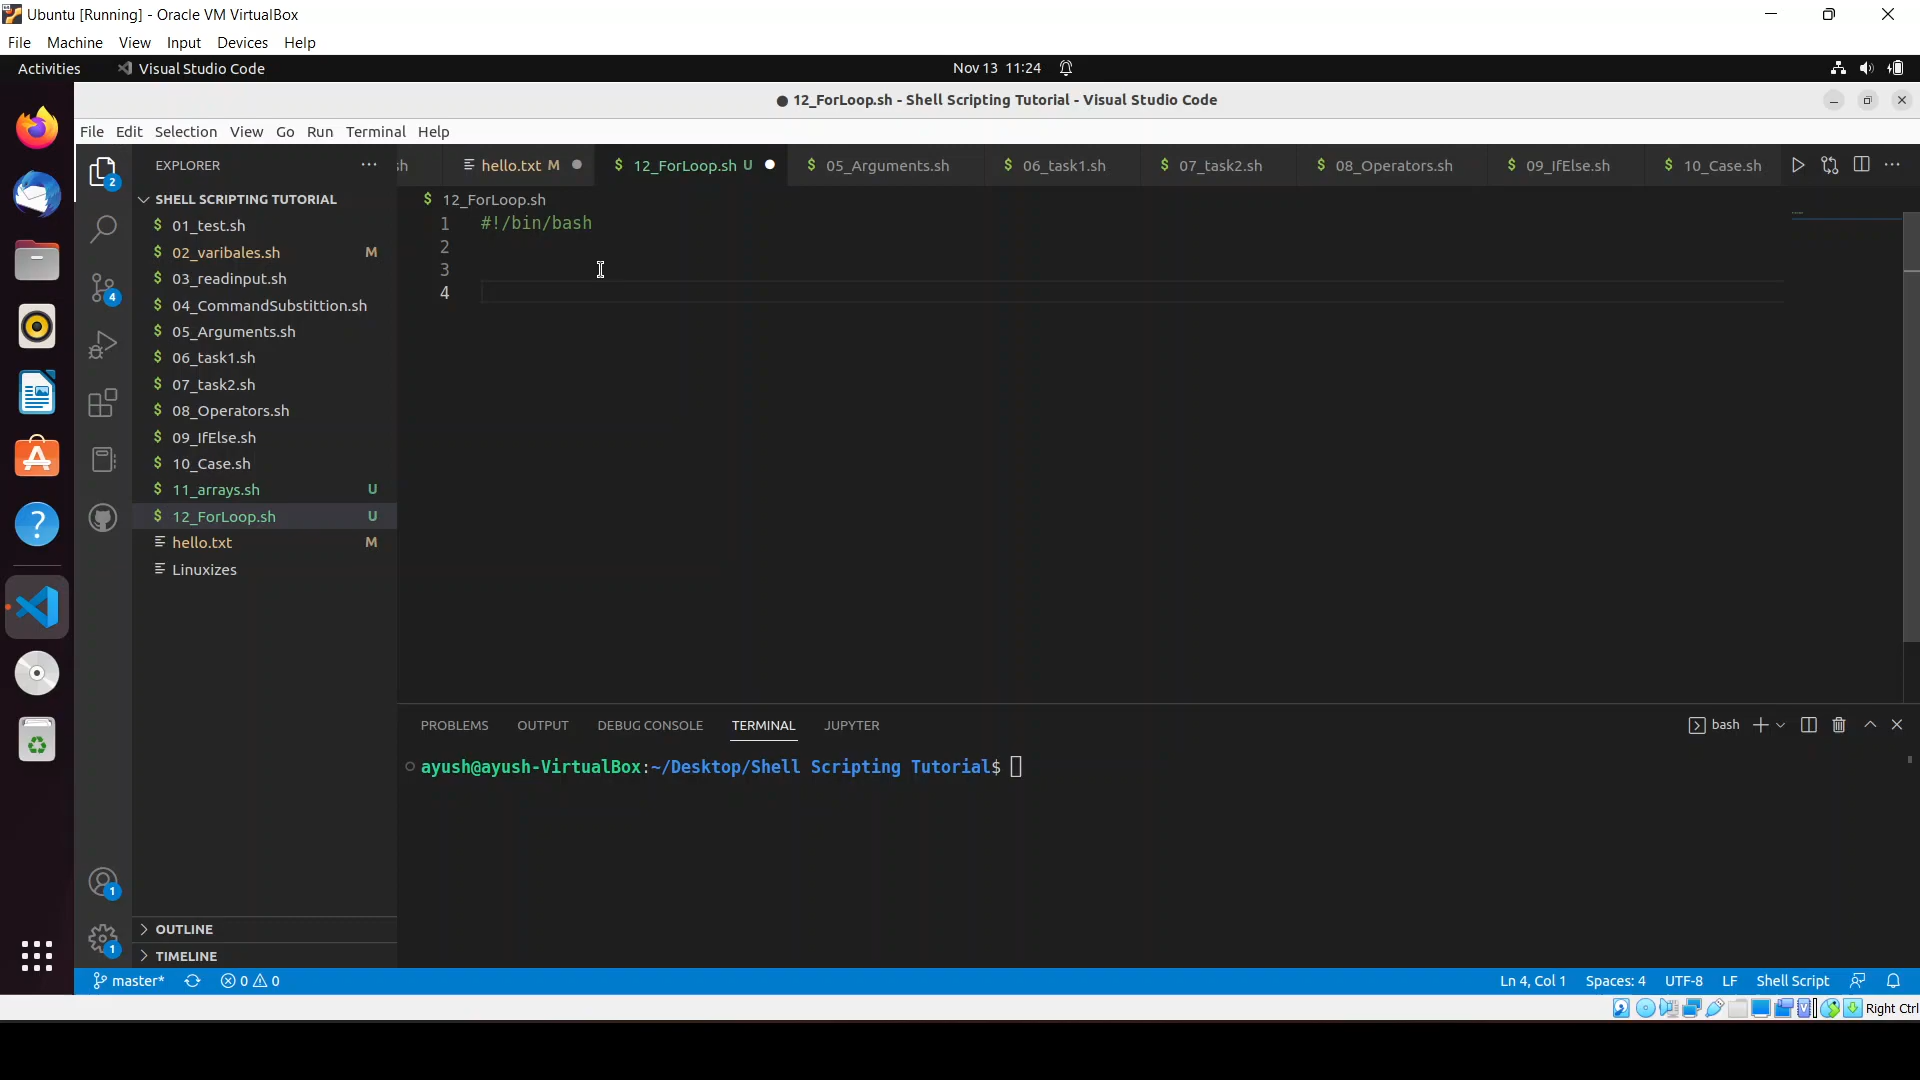 Ubuntu [Running] - Oracle VM VirtualBox
File Machine View Input Devices Help
Activities Visual Studio Code Nov 13 11:24
12_ForLoop.sh - Shell Scripting Tutorial - Visual Studio Code
File Edit Selection View Go Run Terminal Help
EXPLORER
sh hello.txt M 12_ForLoop.sh U 05_Arguments.sh 06_task1.sh 07_task2.sh 08_Operators.sh 09_IfElse.sh 10_Case.sh
SHELL SCRIPTING TUTORIAL
$ 01_test.sh
$ 02_varibales.sh M
$ 03_readinput.sh
$ 04_CommandSubstittion.sh
$ 05_Arguments.sh
$ 06_task1.sh
$ 07_task2.sh
$ 08_Operators.sh
$ 09_IfElse.sh
$ 10_Case.sh
$ 11_arrays.sh U
$ 12_ForLoop.sh U
hello.txt M
Linuxizes
OUTLINE
TIMELINE
2
4
1
1
$ 12_ForLoop.sh
1 #!/bin/bash
2
3
4
PROBLEMS OUTPUT DEBUG CONSOLE TERMINAL JUPYTER bash
ayush@ayush-VirtualBox:~/Desktop/Shell Scripting Tutorial$
master* 0 0 Ln 4, Col 1 Spaces: 4 UTF-8 LF Shell Script
Right Ctrl